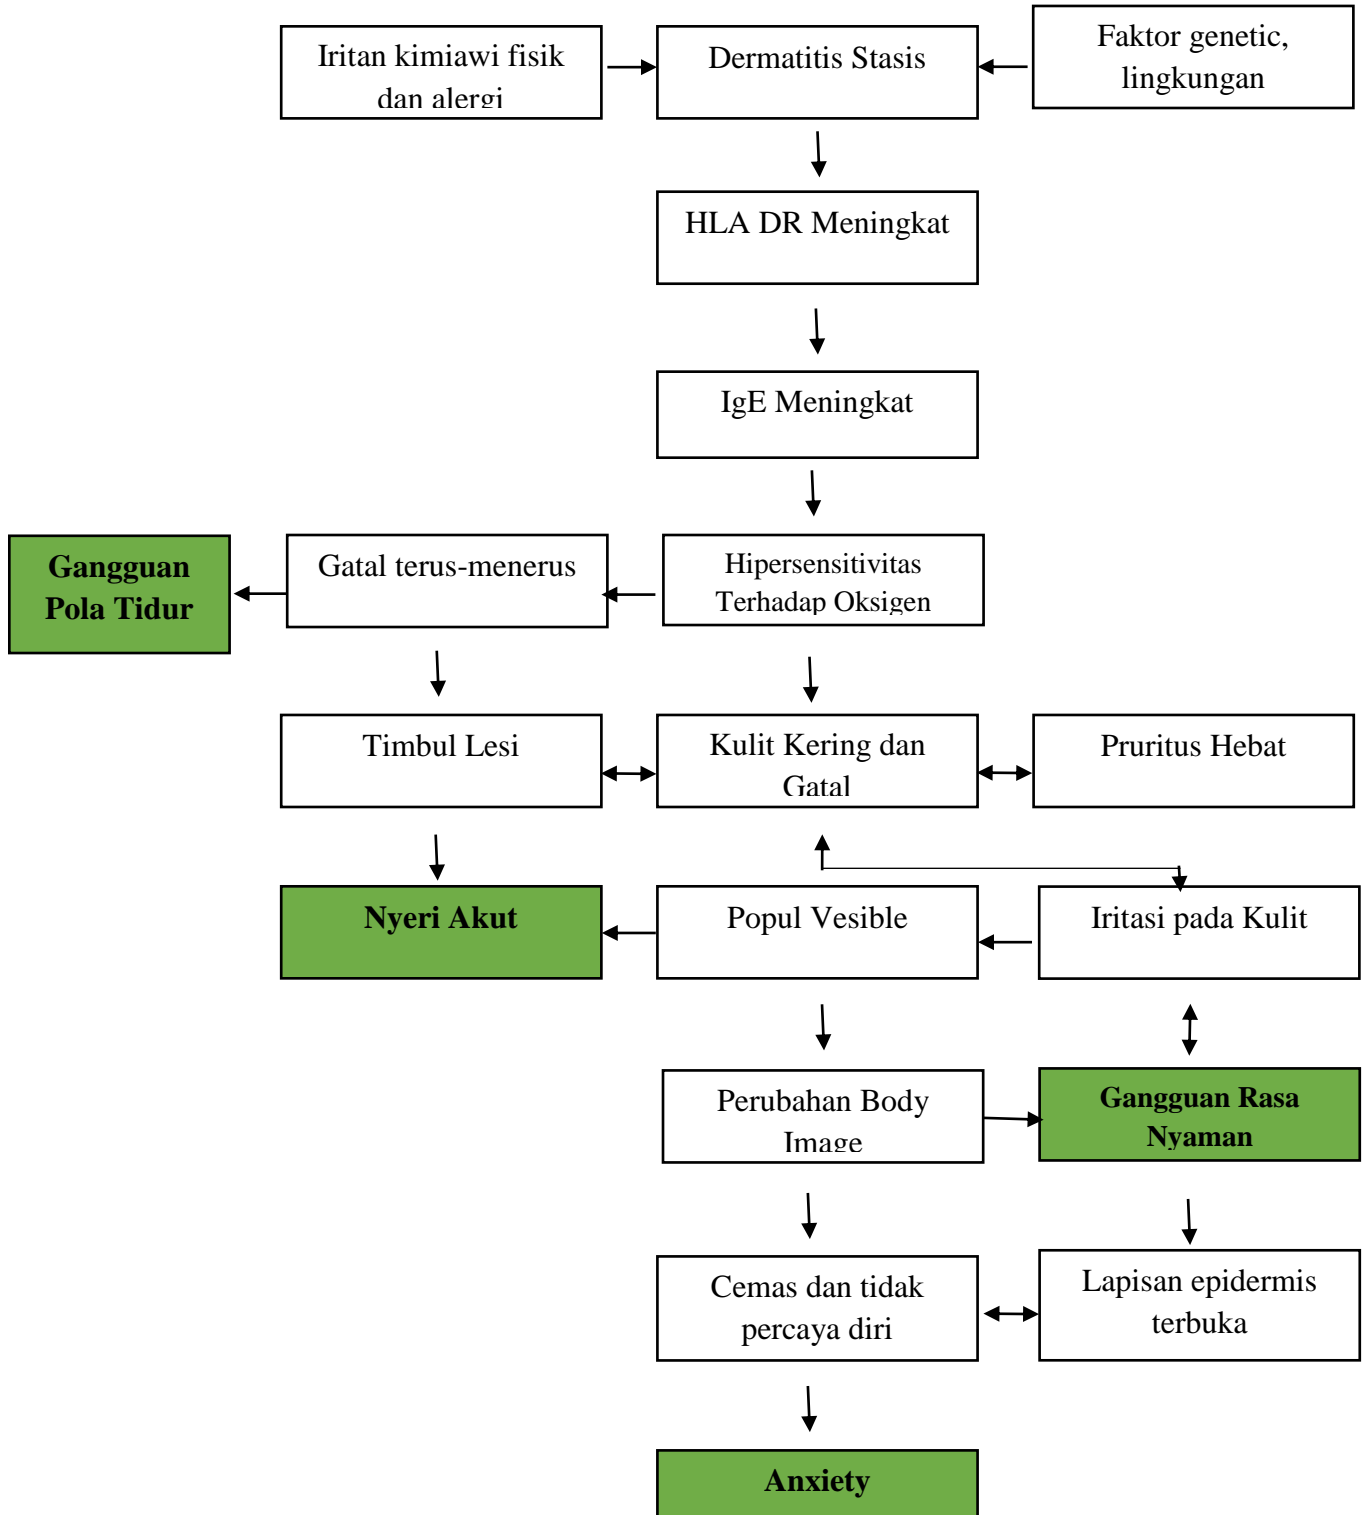 Iritan kimiawi fisik
dan alergi
Dermatitis Stasis
Faktor genetic,
lingkungan
HLA DR Meningkat
IgE Meningkat
Gangguan
Pola Tidur
Gatal terus-menerus
Hipersensitivitas
Terhadap Oksigen
Timbul Lesi
Kulit Kering dan
Gatal
Pruritus Hebat
Nyeri Akut
Popul Vesible
Iritasi pada Kulit
Perubahan Body
Image
Gangguan Rasa
Nyaman
Cemas dan tidak
percaya diri
Lapisan epidermis
terbuka
Anxiety